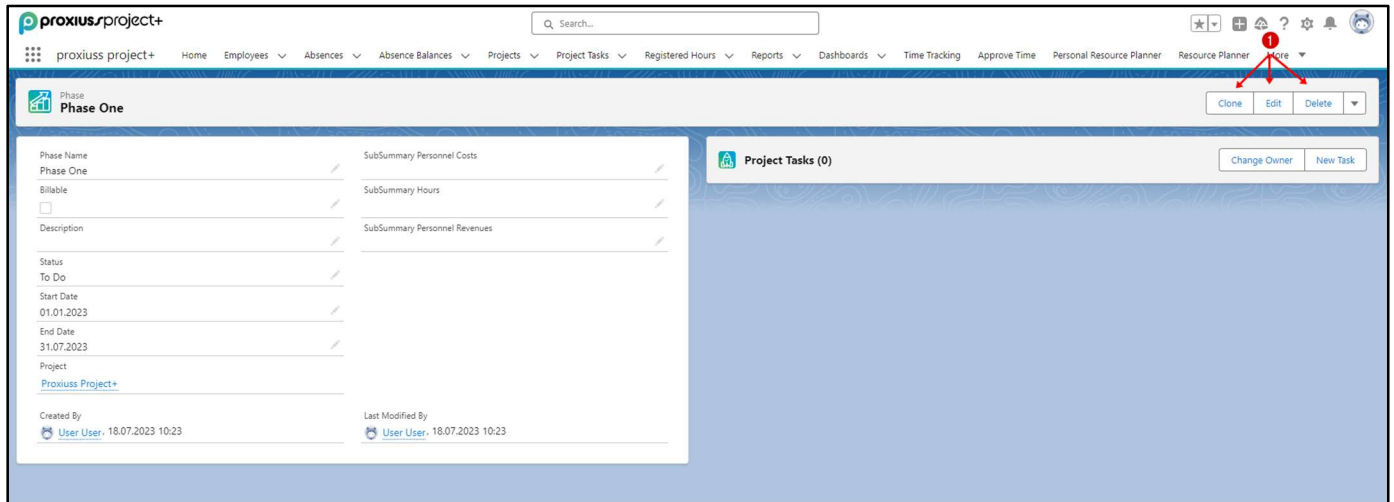 proxiuss/project+
Search...
1
proxiuss project+ Home Employees Absences Absence Balances Projects Project Tasks Registered Hours Reports Dashboards Time Tracking Approve Time Personal Resource Planner Resource Planner More
Phase
Phase One
Clone Edit Delete
Phase Name
Phase One
Billable
Description
Status
To Do
Start Date
01.01.2023
End Date
31.07.2023
Project
Proxiuss Project+
Created By
User User, 18.07.2023 10:23
SubSummary Personnel Costs
SubSummary Hours
SubSummary Personnel Revenues
Last Modified By
User User, 18.07.2023 10:23
Project Tasks (0)
Change Owner New Task